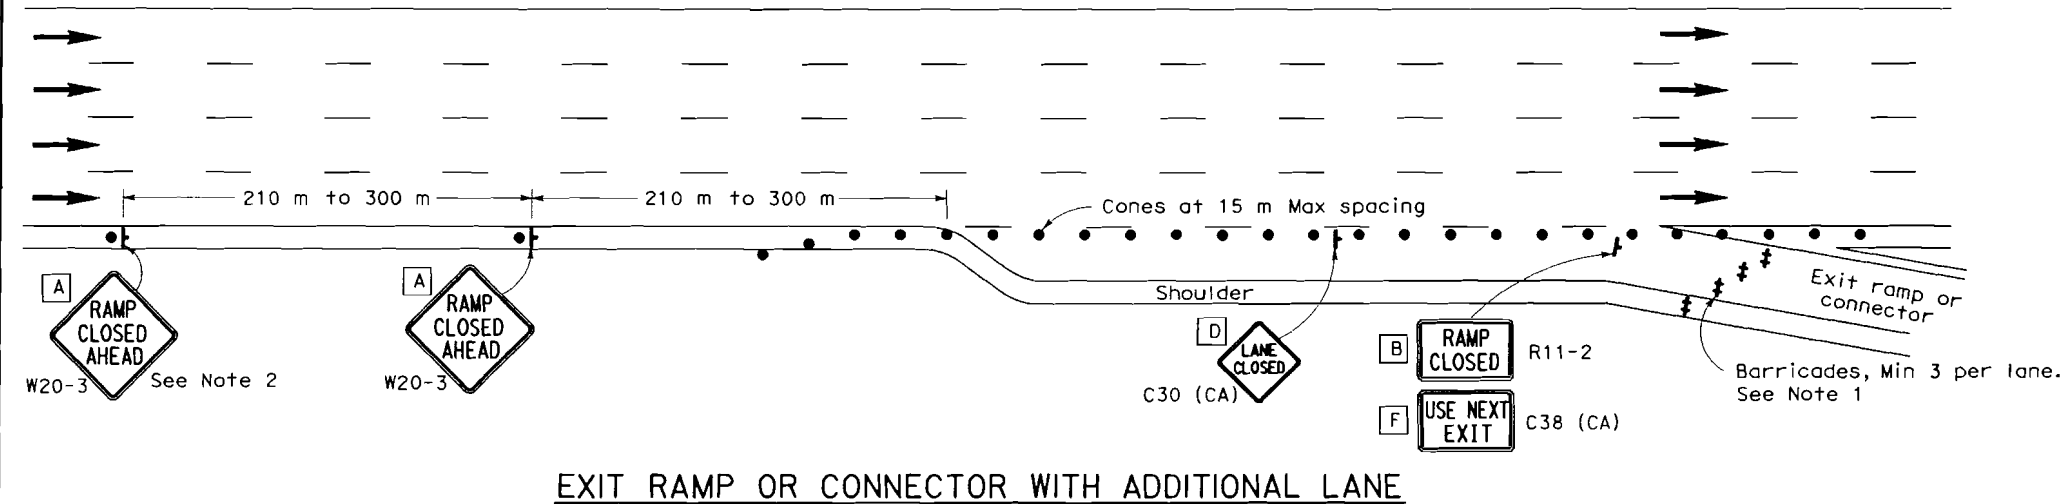 210 m to 300 m
210 m to 300 m
Cones at 15 m Max spacing
A
RAMP
CLOSED
AHEAD
W20-3
See Note 2
A
RAMP
CLOSED
AHEAD
W20-3
Shoulder
D
LANE
CLOSED
C30 (CA)
B
RAMP
CLOSED
R11-2
F
USE NEXT
EXIT
C38 (CA)
Exit ramp or
connector
Barricades, Min 3 per lane.
See Note 1
EXIT RAMP OR CONNECTOR WITH ADDITIONAL LANE